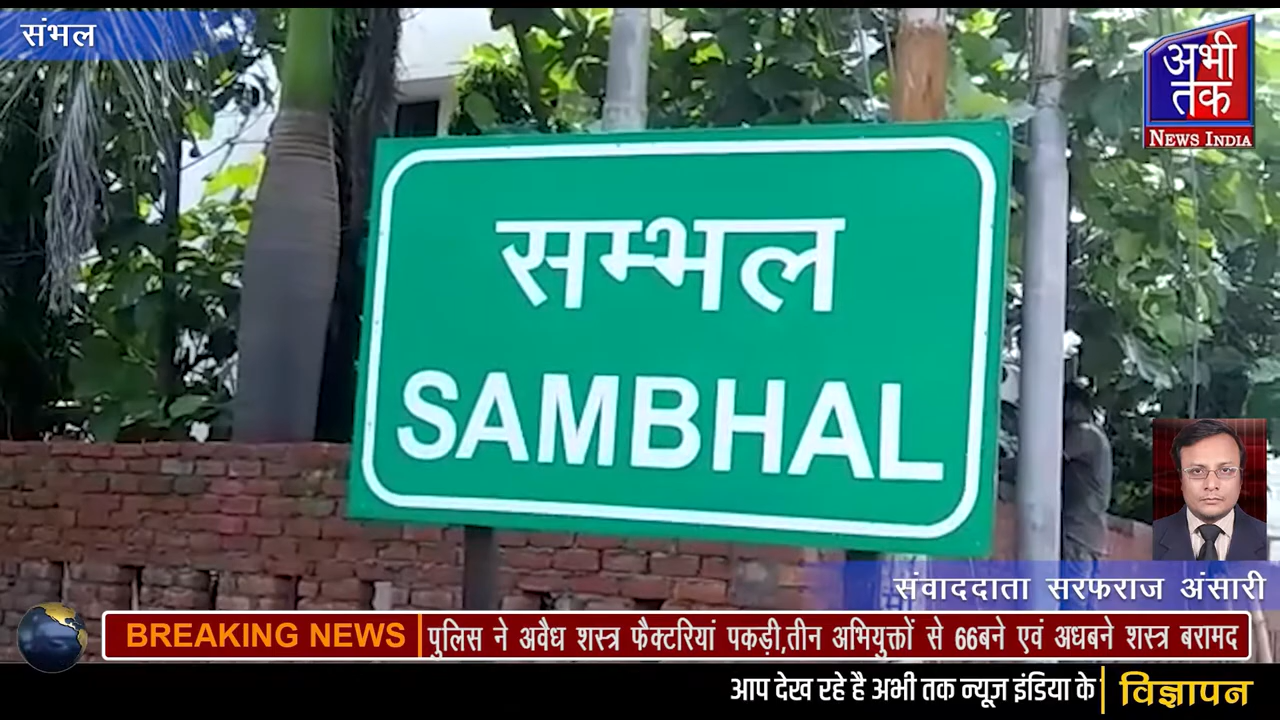 संभल
अभी
तक
NEWS INDIA
सम्भल
SAMBHAL
संवाददाता सरफराज अंसारी
BREAKING NEWS
पुलिस ने अवैध शस्त्र फैक्टरियां पकड़ी,तीन अभियुक्तों से 66बने एवं अधबने शस्त्र बरामद
आप देख रहे है अभी तक न्यूज़ इंडिया के
विज्ञापन